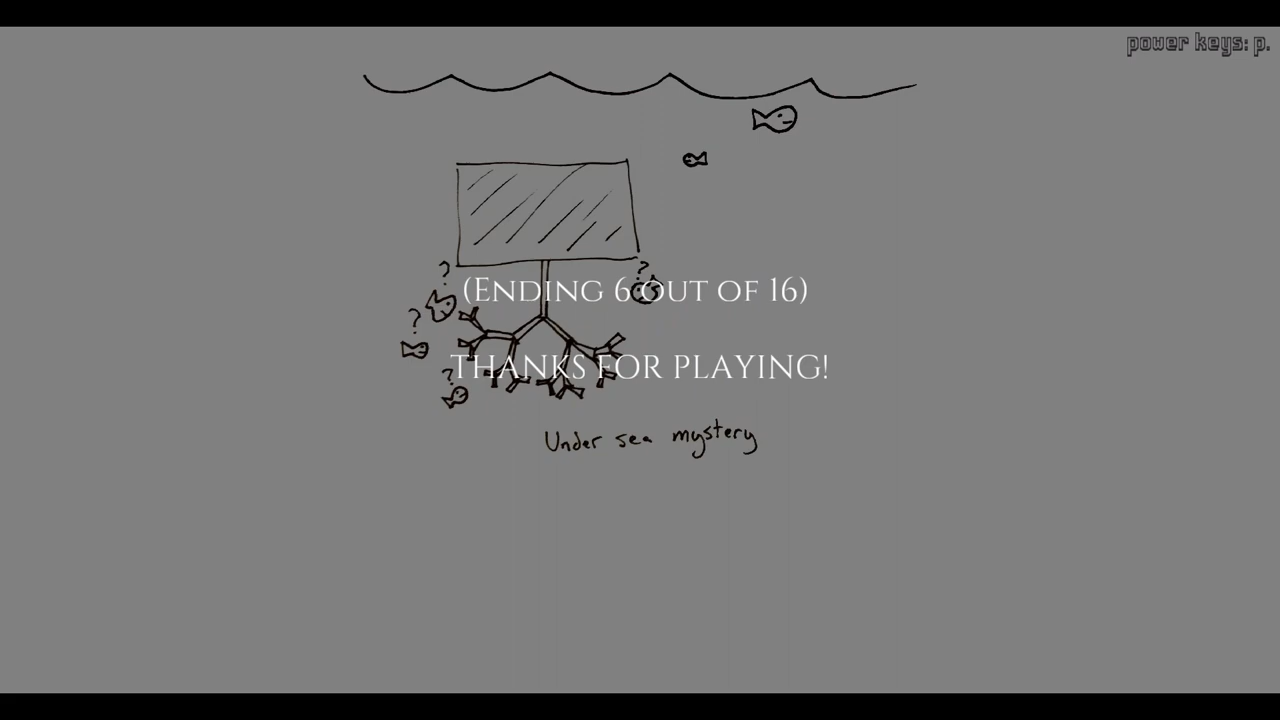 power keys: p.
?
?
?
(Ending 6 out of 16)
?
THANKS FOR PLAYING!
Under sea mystery